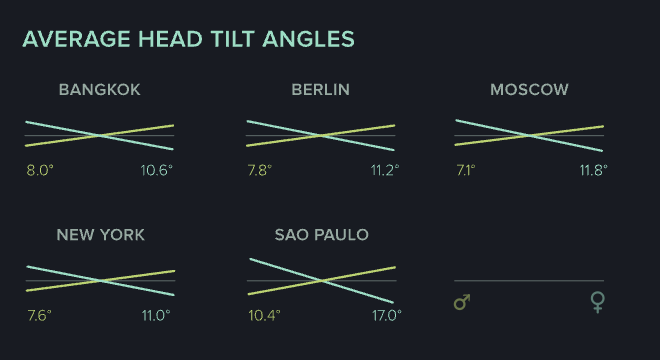 AVERAGE HEAD TILT ANGLES
BANGKOK
8.0° 10.6°
BERLIN
7.8° 11.2°
MOSCOW
7.1° 11.8°
NEW YORK
7.6° 11.0°
SAO PAULO
10.4° 17.0°
♂ ♀